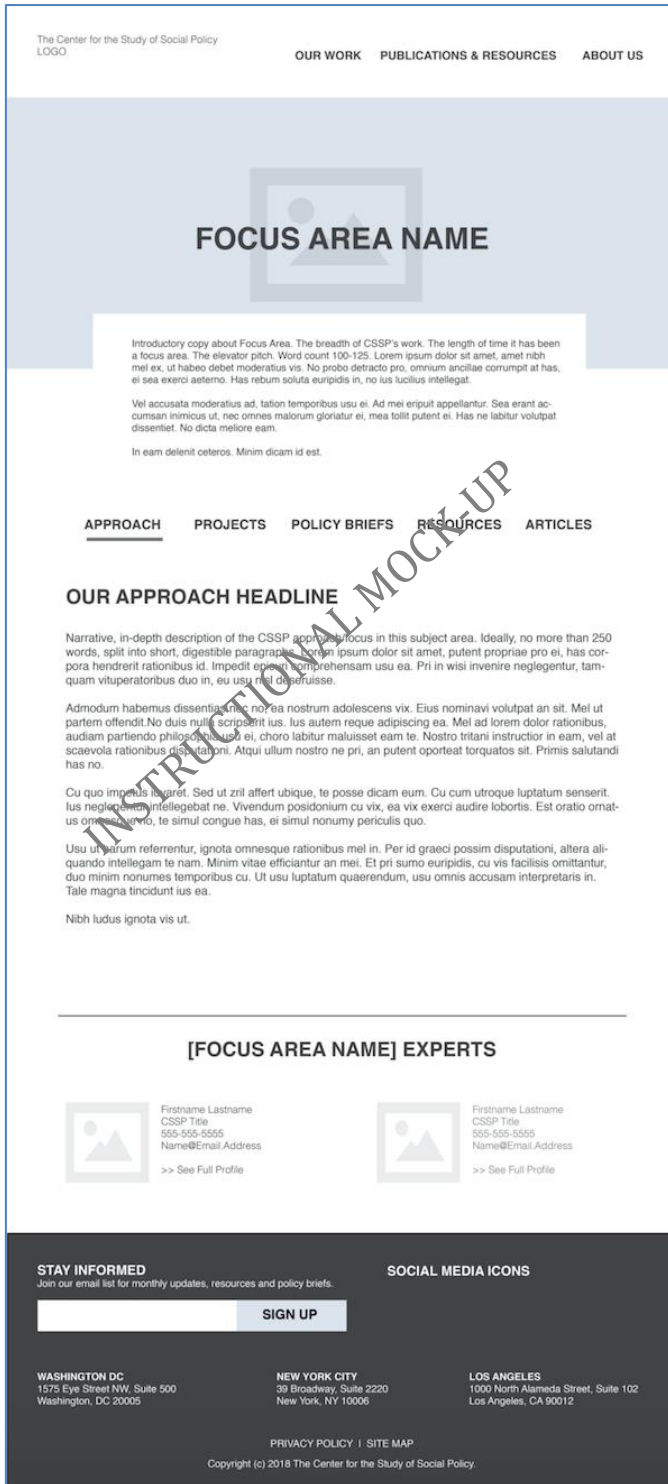 The Center for the Study of Social Policy
LOGO
OUR WORK PUBLICATIONS & RESOURCES ABOUT US
FOCUS AREA NAME
Introductory copy about Focus Area. The breadth of CSSP's work. The length of time it has been
a focus area. The elevator pitch. Word count 100-125. Lorem ipsum dolor sit amet, amet nibh
mel ex, ut habeo debet moderatius vis. No probo detracto pro, omnium ancillae corrumpit at has,
ei sea exerci aeterno. Has rebum soluta euripidis in, no ius lucilius intellegat.
Vel accusata moderatius ad, tation temporibus usu ei. Ad mei eripuit appellantur. Sea erant ac-
cumsan inimicus ut, nec omnes malorum gloriatur ei, mea tollit putent ei. Has ne labitur volutpat
dissentiet. No dicta meliore eam.
In eam delenit ceteros. Minim dicam id est.
APPROACH PROJECTS POLICY BRIEFS RESOURCES ARTICLES
INSTRUCTIONAL MOCK-UP
OUR APPROACH HEADLINE
Narrative, in-depth description of the CSSP approach/focus in this subject area. Ideally, no more than 250
words, split into short, digestible paragraphs. Lorem ipsum dolor sit amet, putent propriae pro ei, has cor-
pora hendrerit rationibus id. Impedit epicuri comprehensam usu ea. Pri in wisi invenire neglegentur, tam-
quam vituperatoribus duo in, eu usu nisl deseruisse.
Admodum habemus dissentias nec no, ea nostrum adolescens vix. Eius nominavi volutpat an sit. Mel ut
partem offendit.No duis nulla scripserit ius. Ius autem reque adipiscing ea. Mel ad lorem dolor rationibus,
audiam partiendo philosophia usu ei, choro labitur maluisset eam te. Nostro tritani instructior in eam, vel at
scaevola rationibus disputationi. Atqui ullum nostro ne pri, an putent oporteat torquatos sit. Primis salutandi
has no.
Cu quo impetus iuvaret. Sed ut zril affert ubique, te posse dicam eum. Cu cum utroque luptatum senserit.
Ius neglegentur intellegebat ne. Vivendum posidonium cu vix, ea vix exerci audire lobortis. Est oratio ornat-
us omnesque no, te simul congue has, ei simul nonumy periculis quo.
Usu ut harum referrentur, ignota omnesque rationibus mel in. Per id graeci possim disputationi, altera ali-
quando intellegam te nam. Minim vitae efficiantur an mei. Et pri sumo euripidis, cu vis facilisis omittantur,
duo minim nonumes temporibus cu. Ut usu luptatum quaerendum, usu omnis accusam interpretaris in.
Tale magna tincidunt ius ea.
Nibh ludus ignota vis ut.
[FOCUS AREA NAME] EXPERTS
Firstname Lastname
CSSP Title
555-555-5555
Name@Email.Address
>> See Full Profile
Firstname Lastname
CSSP Title
555-555-5555
Name@Email.Address
>> See Full Profile
STAY INFORMED
Join our email list for monthly updates, resources and policy briefs.
SIGN UP
SOCIAL MEDIA ICONS
WASHINGTON DC
1575 Eye Street NW, Suite 500
Washington, DC 20005
NEW YORK CITY
39 Broadway, Suite 2220
New York, NY 10006
LOS ANGELES
1000 North Alameda Street, Suite 102
Los Angeles, CA 90012
PRIVACY POLICY | SITE MAP
Copyright (c) 2018 The Center for the Study of Social Policy.